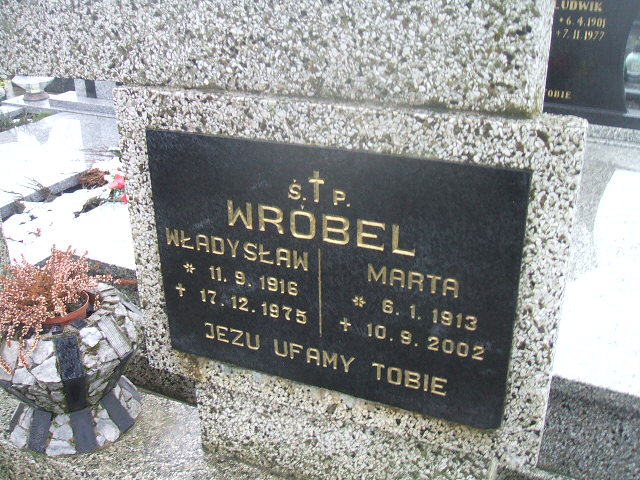 Ś. P.
WRÓBEL
WŁADYSŁAW
* 11.9.1916
✝ 17.12.1975
MARTA
* 6.1.1913
✝ 10.9.2002
JEZU UFAMY TOBIE
LUDWIK
* 6.4.1901
✝ 7.11.1977
TOBIE